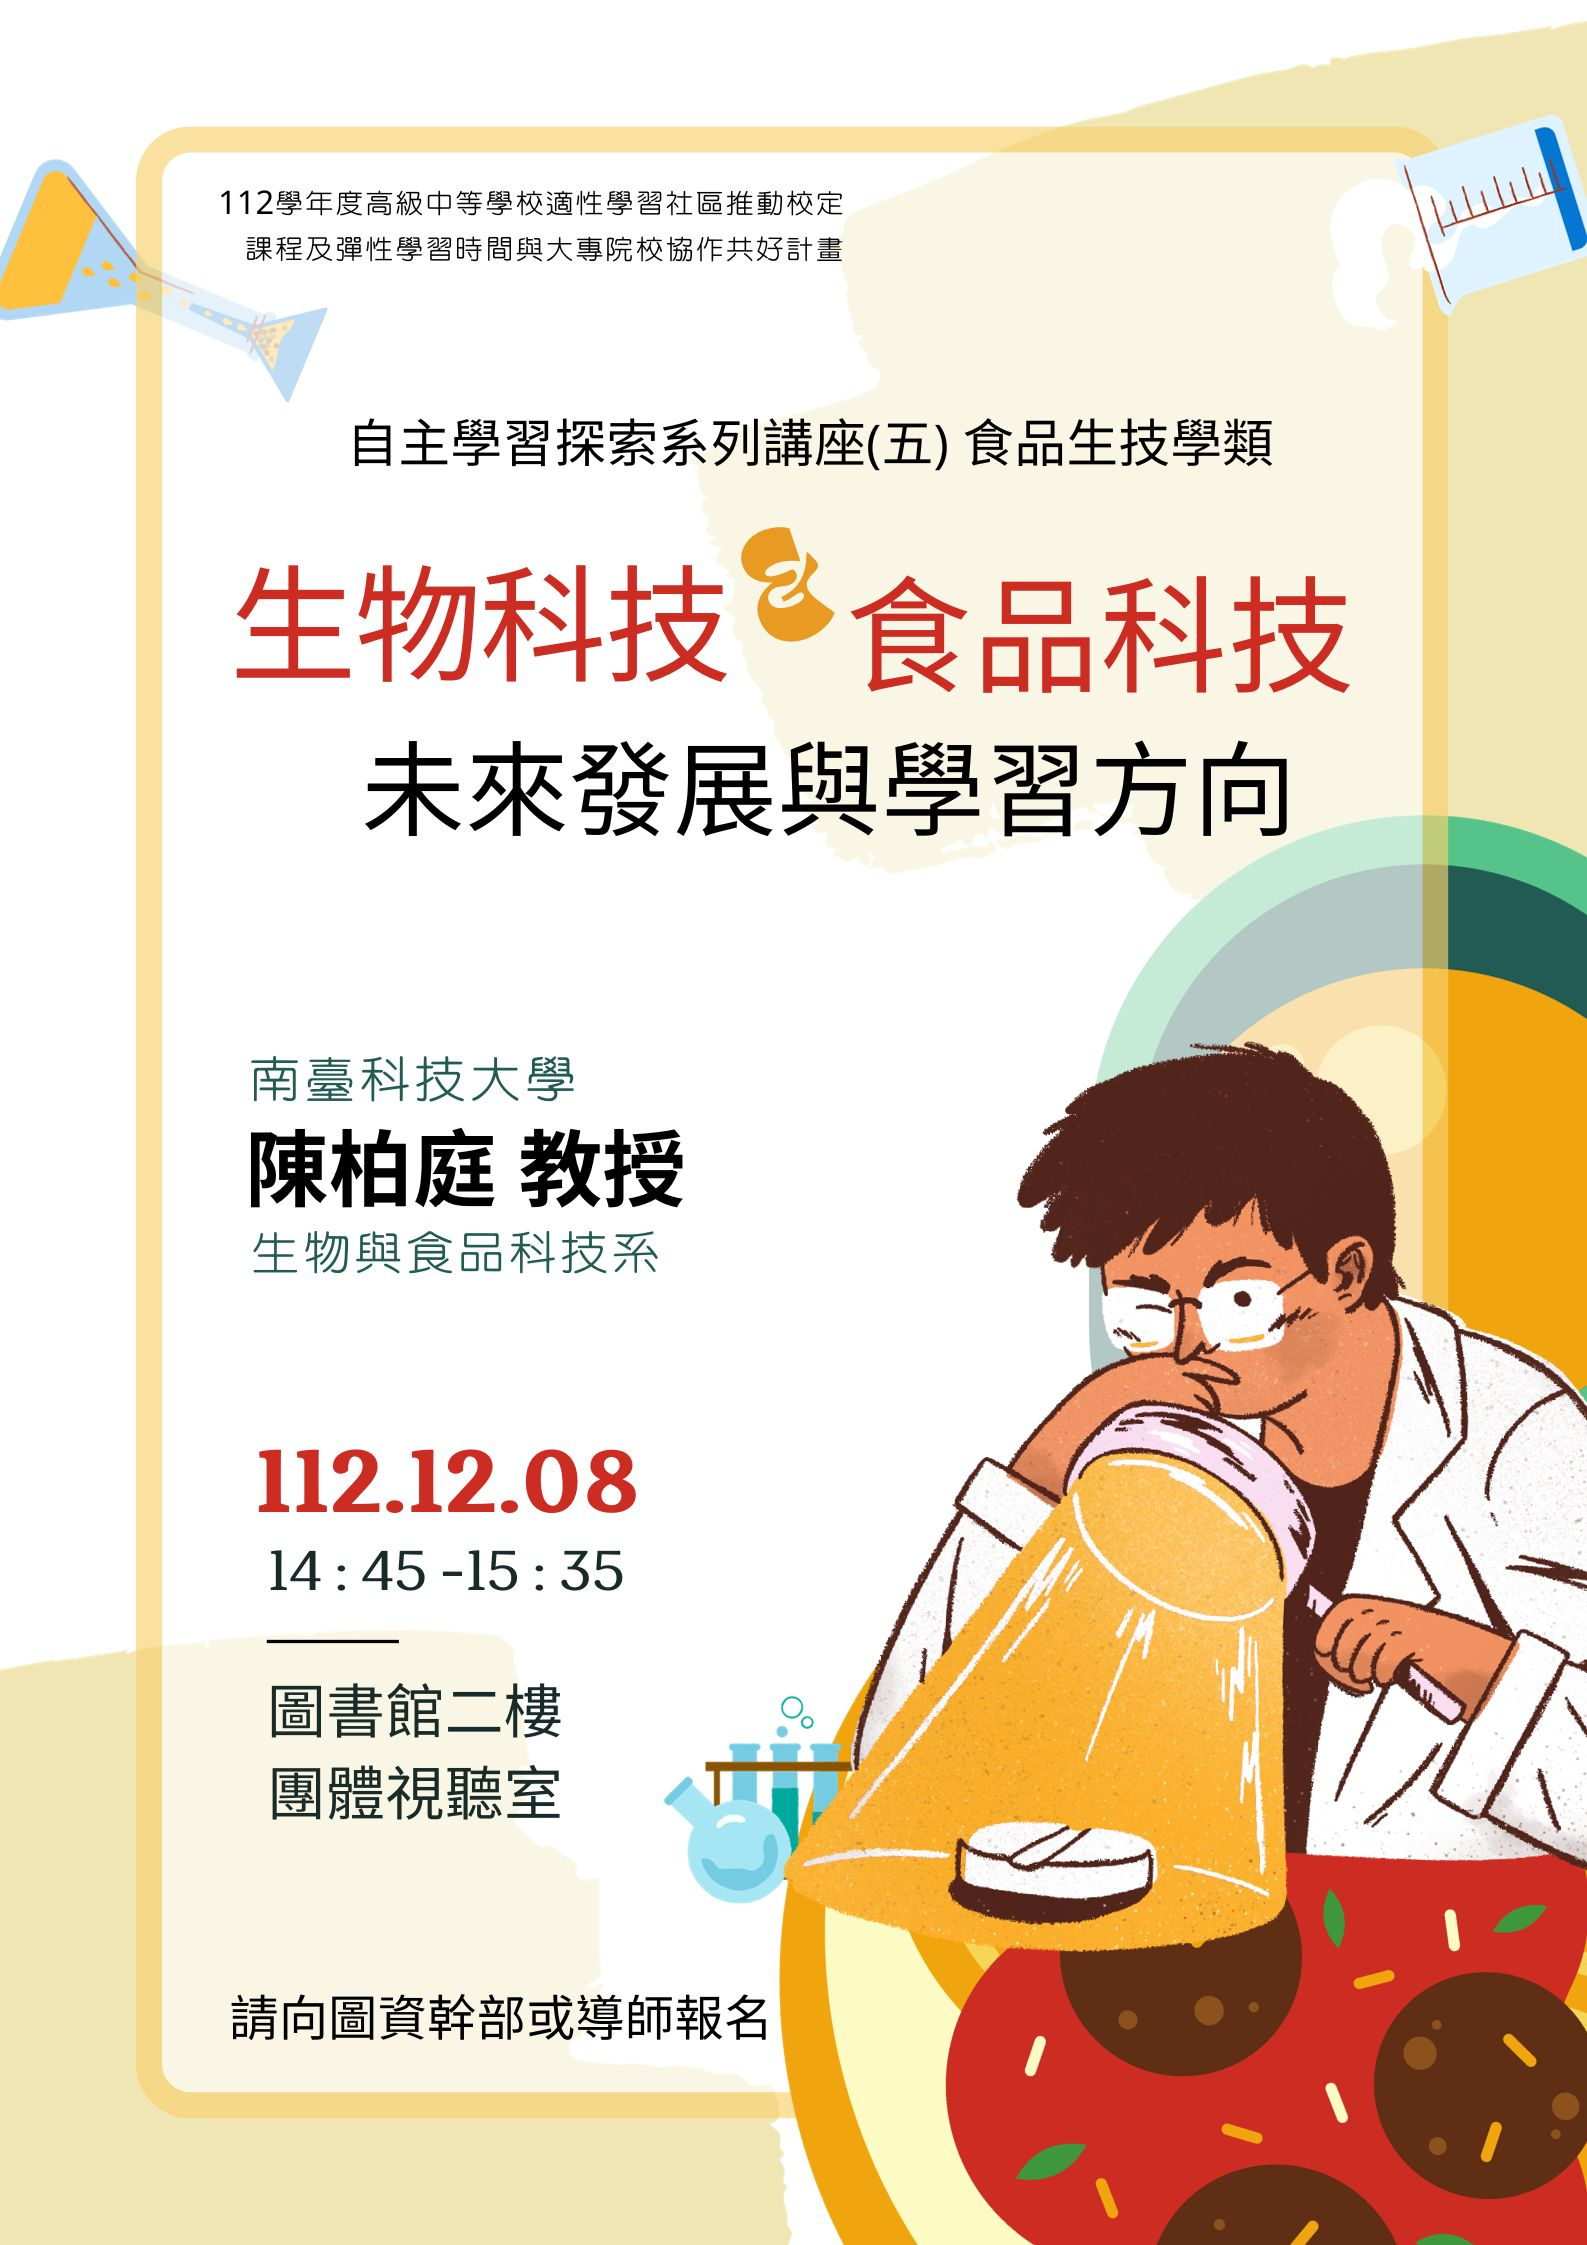 112學年度高級中等學校適性學習社區推動校定
課程及彈性學習時間與大專院校協作共好計畫
自主學習探索系列講座(五) 食品生技學類
生物科技&食品科技
未來發展與學習方向
南臺科技大學
陳柏庭 教授
生物與食品科技系
112.12.08
14 : 45 -15 : 35
圖書館二樓
團體視聽室
請向圖資幹部或導師報名